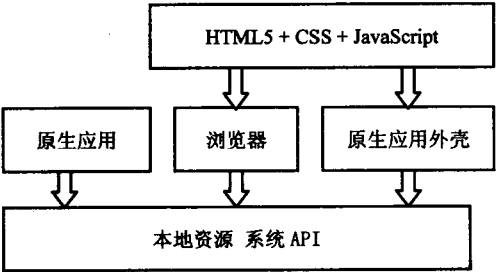 HTML5 + CSS + JavaScript
原生应用
浏览器
原生应用外壳
本地资源 系统 API